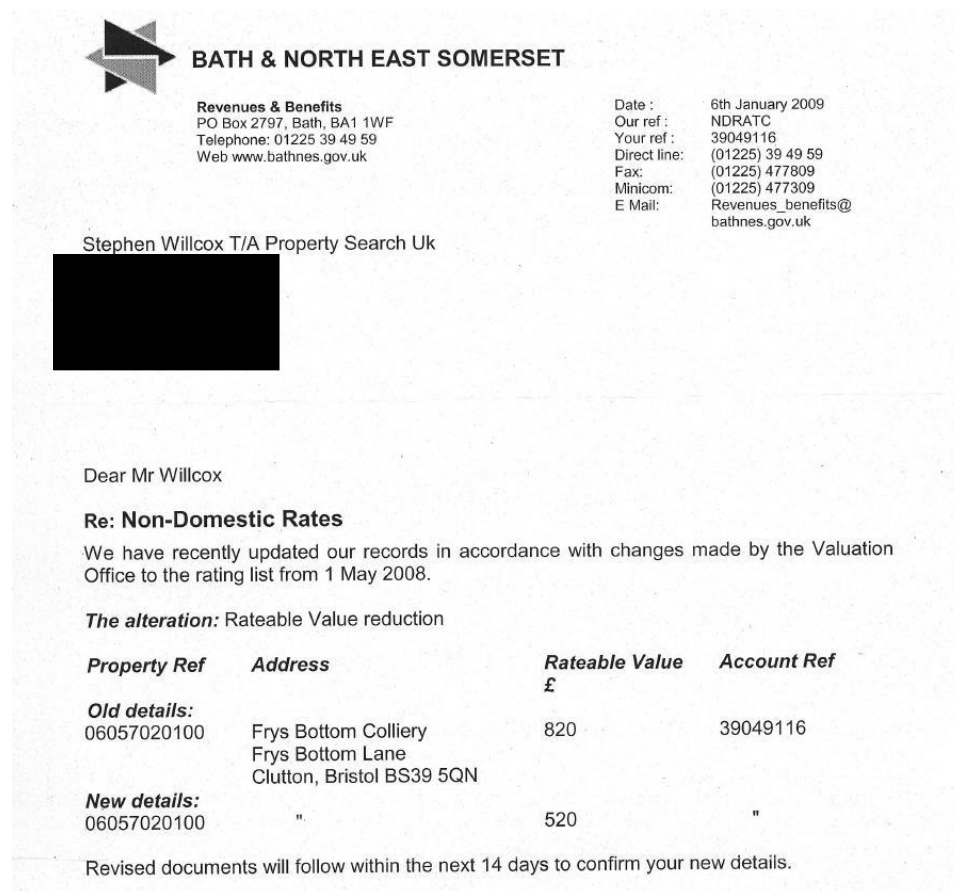 BATH & NORTH EAST SOMERSET
Revenues & Benefits
PO Box 2797, Bath, BA1 1WF
Telephone: 01225 39 49 59
Web www.bathnes.gov.uk
Date : 6th January 2009
Our ref : NDRATC
Your ref : 39049116
Direct line: (01225) 39 49 59
Fax: (01225) 477809
Minicom: (01225) 477309
E Mail: Revenues_benefits@
bathnes.gov.uk
Stephen Willcox T/A Property Search Uk
Dear Mr Willcox
Re: Non-Domestic Rates
We have recently updated our records in accordance with changes made by the Valuation
Office to the rating list from 1 May 2008.
The alteration: Rateable Value reduction
Property Ref Address Rateable Value Account Ref
£
Old details:
06057020100 Frys Bottom Colliery 820 39049116
Frys Bottom Lane
Clutton, Bristol BS39 5QN
New details:
06057020100 " 520 "
Revised documents will follow within the next 14 days to confirm your new details.